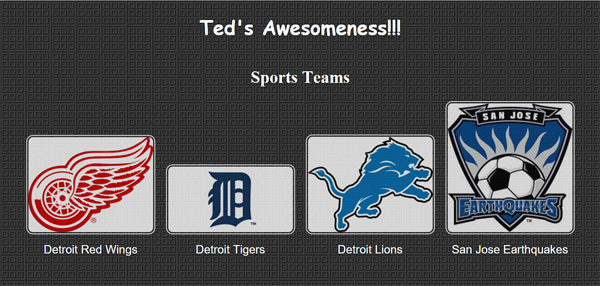 Ted's Awesomeness!!!
Sports Teams
SAN JOSE
EARTHQUAKES
Detroit Red Wings
Detroit Tigers
Detroit Lions
San Jose Earthquakes